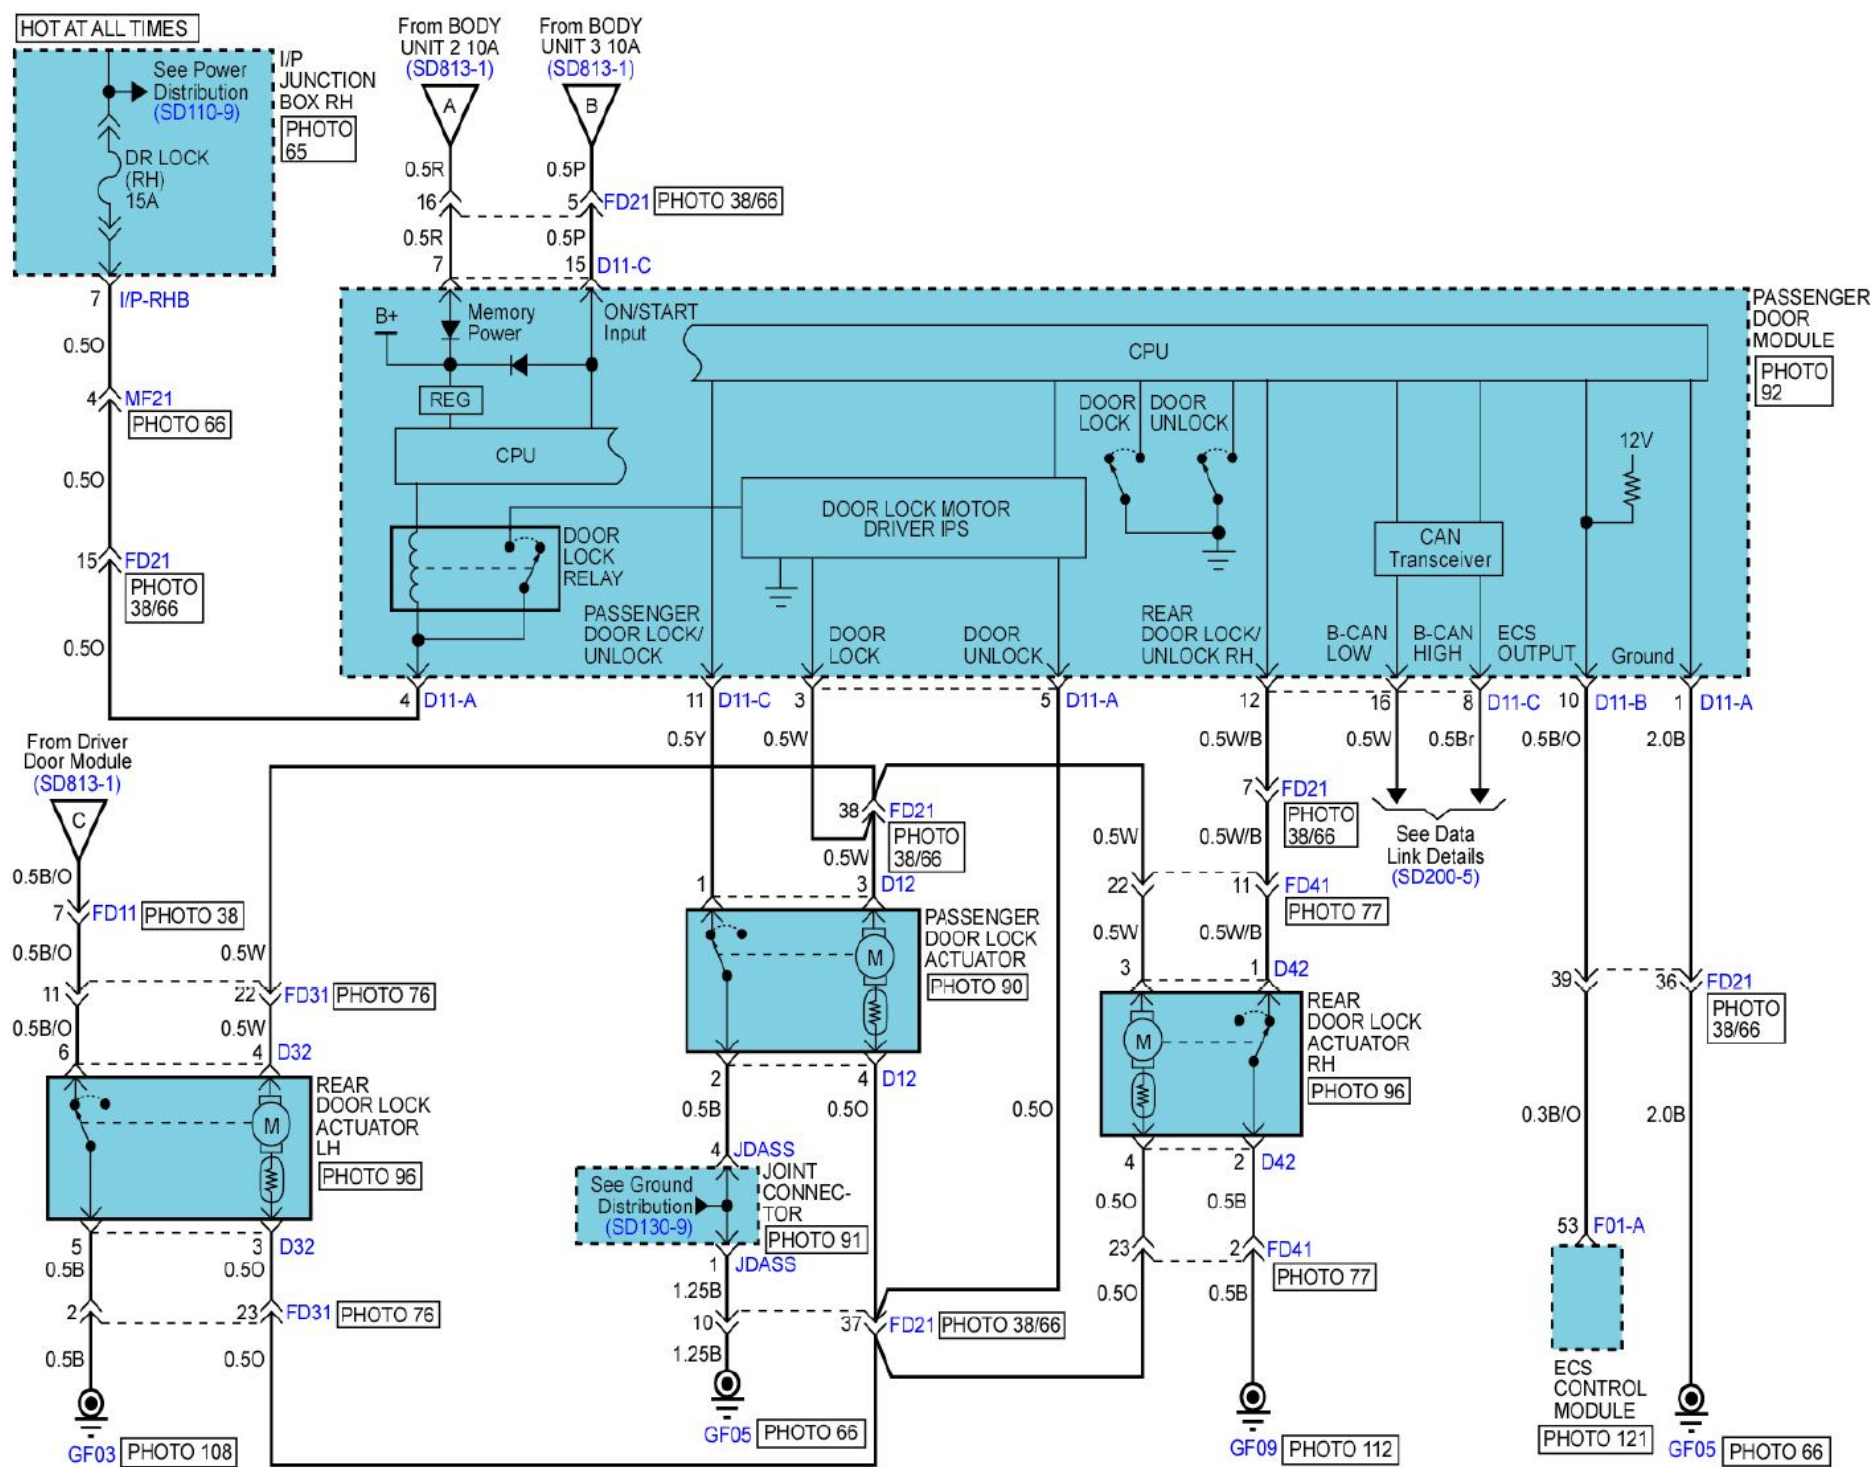 HOT AT ALL TIMES
See Power
Distribution
(SD110-9)
DR LOCK
(RH)
15A
I/P
JUNCTION
BOX RH
PHOTO
65
7 I/P-RHB
0.5O
4 MF21
PHOTO 66
0.5O
15 FD21
PHOTO
38/66
0.5O
From BODY
UNIT 2 10A
(SD813-1)
A
0.5R
16
0.5R
7
From BODY
UNIT 3 10A
(SD813-1)
B
0.5P
5 FD21 PHOTO 38/66
0.5P
15 D11-C
PASSENGER
DOOR
MODULE
PHOTO
92
B+
Memory
Power
ON/START
Input
REG
CPU
CPU
DOOR
LOCK
DOOR
UNLOCK
12V
DOOR LOCK MOTOR
DRIVER IPS
DOOR
LOCK
RELAY
CAN
Transceiver
PASSENGER
DOOR LOCK/
UNLOCK
DOOR
LOCK
DOOR
UNLOCK
REAR
DOOR LOCK/
UNLOCK RH
B-CAN
LOW
B-CAN
HIGH
ECS
OUTPUT
Ground
4 D11-A
11 D11-C
3
5 D11-A
12
16
8 D11-C
10 D11-B
1 D11-A
0.5Y
0.5W
0.5W/B
0.5W
0.5Br
0.5B/O
2.0B
From Driver
Door Module
(SD813-1)
C
0.5B/O
7 FD11 PHOTO 38
0.5B/O
0.5W
11
22 FD31 PHOTO 76
0.5B/O
0.5W
6
4 D32
M
REAR
DOOR LOCK
ACTUATOR
LH
PHOTO 96
5
3 D32
0.5B
0.5O
2
23 FD31 PHOTO 76
0.5B
0.5O
GF03 PHOTO 108
38 FD21
PHOTO
38/66
0.5W
1
3 D12
M
PASSENGER
DOOR LOCK
ACTUATOR
PHOTO 90
2
4 D12
0.5B
0.5O
0.5O
4 JDASS
See Ground
Distribution
(SD130-9)
JOINT
CONNEC-
TOR
PHOTO 91
1 JDASS
1.25B
10
37 FD21 PHOTO 38/66
1.25B
GF05 PHOTO 66
7 FD21
PHOTO
38/66
0.5W
0.5W/B
22
11 FD41
PHOTO 77
0.5W
0.5W/B
3
1 D42
M
REAR
DOOR LOCK
ACTUATOR
RH
PHOTO 96
4
2 D42
0.5O
0.5B
23
2 FD41
PHOTO 77
0.5O
0.5B
GF09 PHOTO 112
See Data
Link Details
(SD200-5)
39
36 FD21
PHOTO
38/66
0.3B/O
2.0B
53 F01-A
ECS
CONTROL
MODULE
PHOTO 121
GF05 PHOTO 66